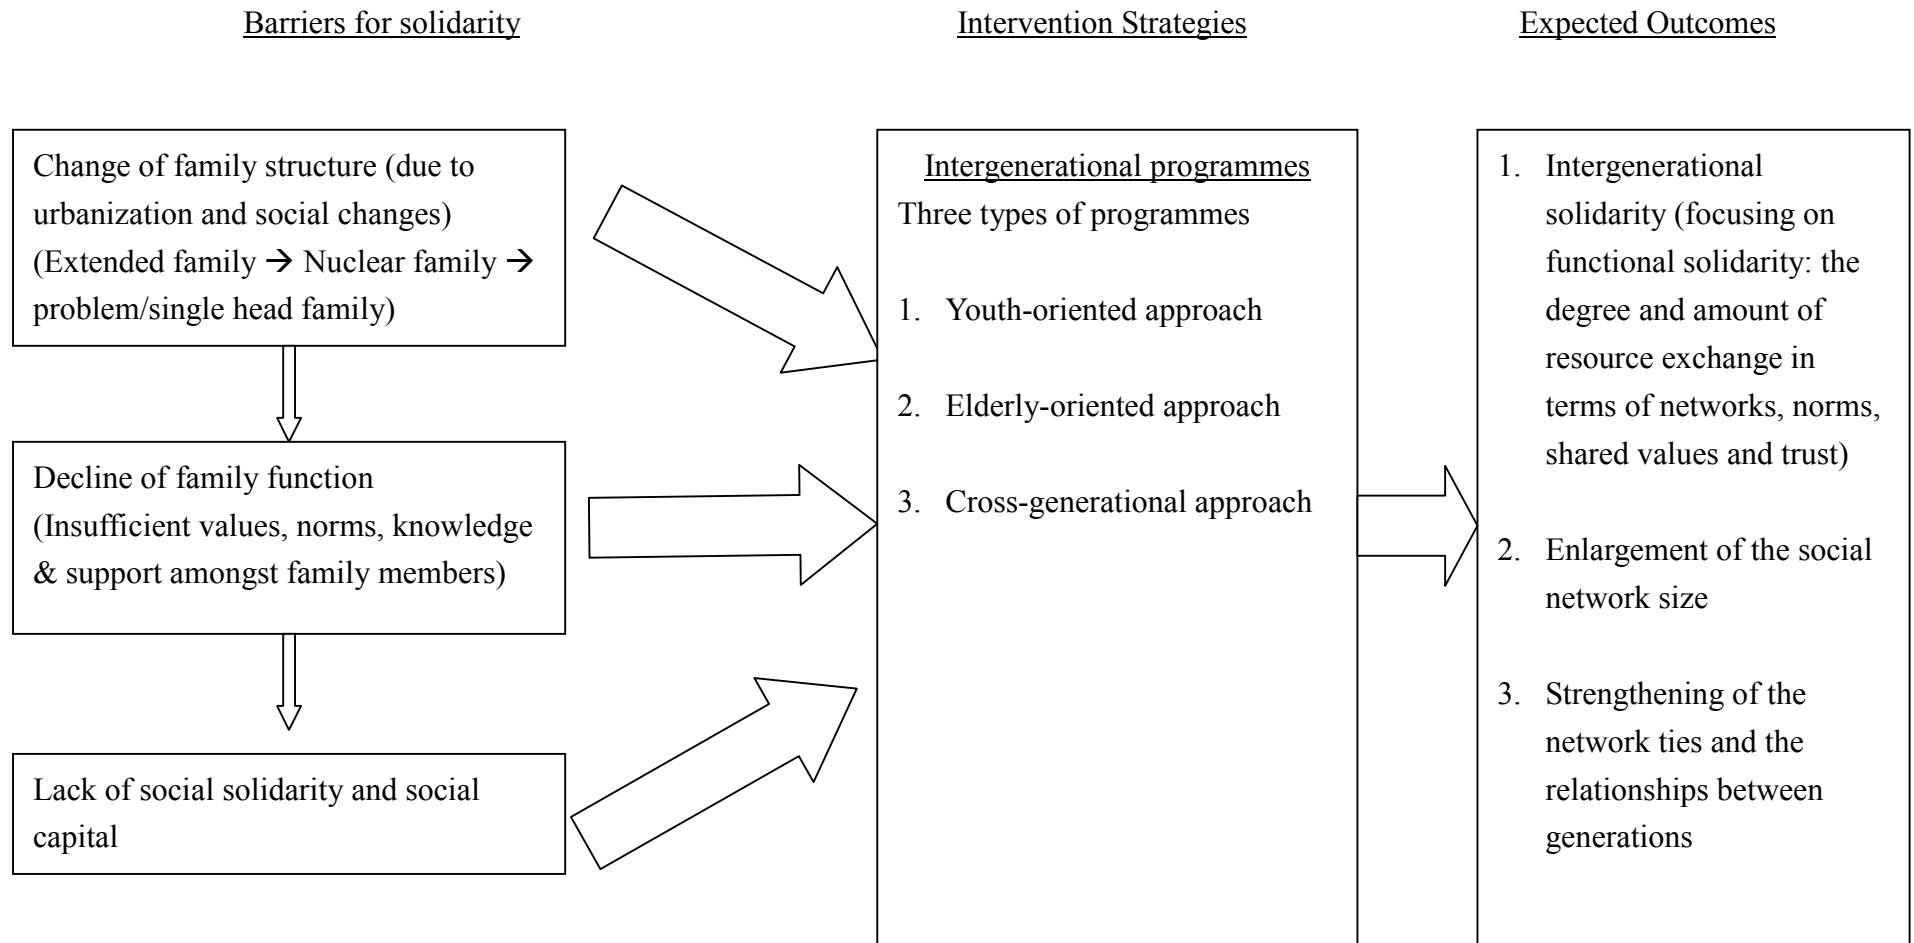 Barriers for solidarity
Intervention Strategies
Expected Outcomes
Change of family structure (due to
urbanization and social changes)
(Extended family → Nuclear family →
problem/single head family)
Decline of family function
(Insufficient values, norms, knowledge
& support amongst family members)
Lack of social solidarity and social
capital
Intergenerational programmes
Three types of programmes
1. Youth-oriented approach
2. Elderly-oriented approach
3. Cross-generational approach
1. Intergenerational
solidarity (focusing on
functional solidarity: the
degree and amount of
resource exchange in
terms of networks, norms,
shared values and trust)
2. Enlargement of the social
network size
3. Strengthening of the
network ties and the
relationships between
generations